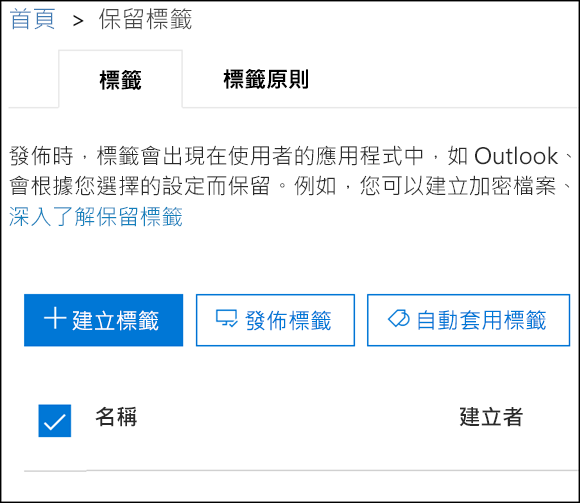 首頁 > 保留標籤
標籤 標籤原則
發佈時，標籤會出現在使用者的應用程式中，如 Outlook、
會根據您選擇的設定而保留。例如，您可以建立加密檔案、
深入了解保留標籤
建立標籤 發佈標籤 自動套用標籤
名稱 建立者